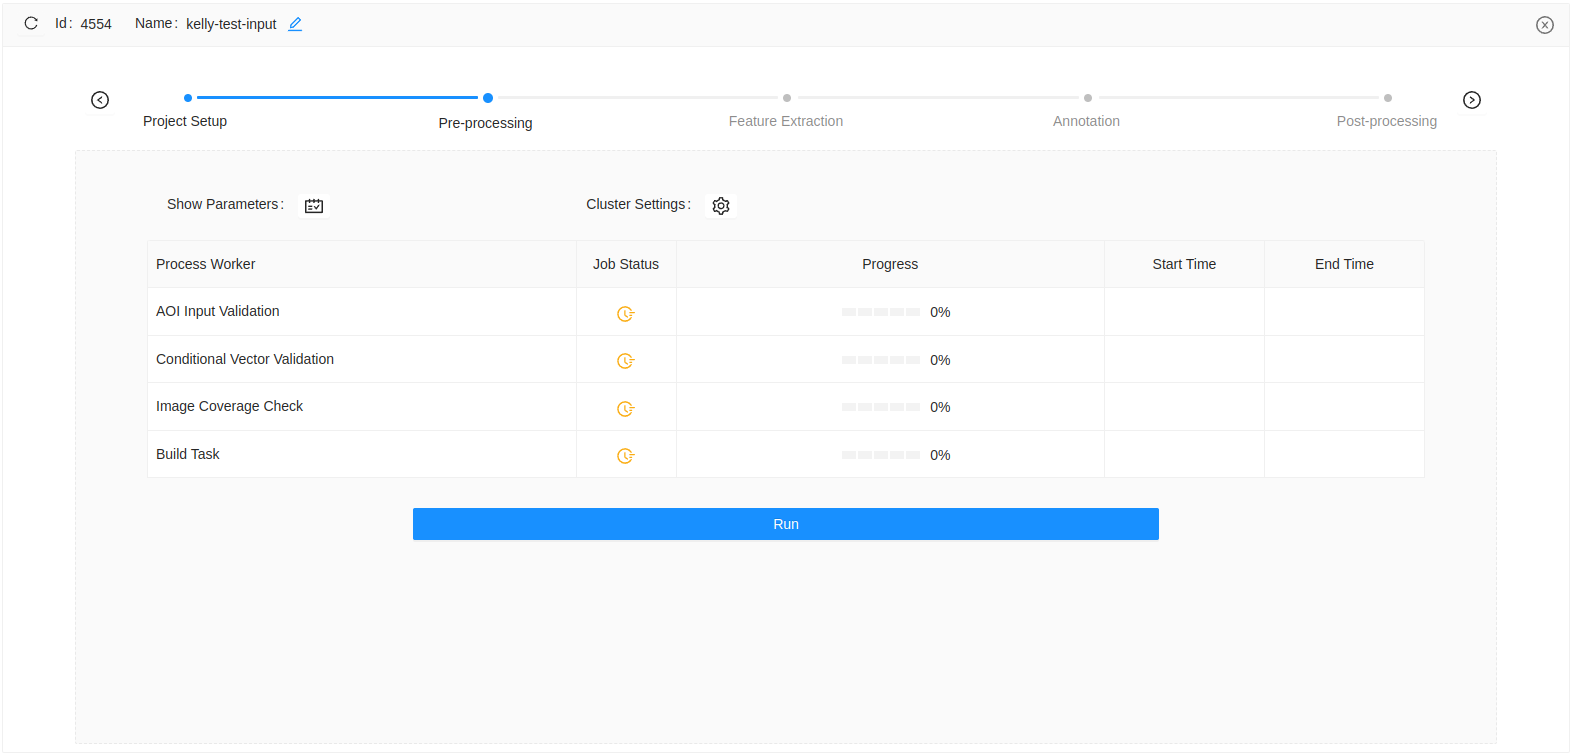 Id: 4554 Name: kelly-test-input
Project Setup Pre-processing Feature Extraction Annotation Post-processing
Show Parameters: Cluster Settings:
Process Worker Job Status Progress Start Time End Time
AOI Input Validation 0%
Conditional Vector Validation 0%
Image Coverage Check 0%
Build Task 0%
Run